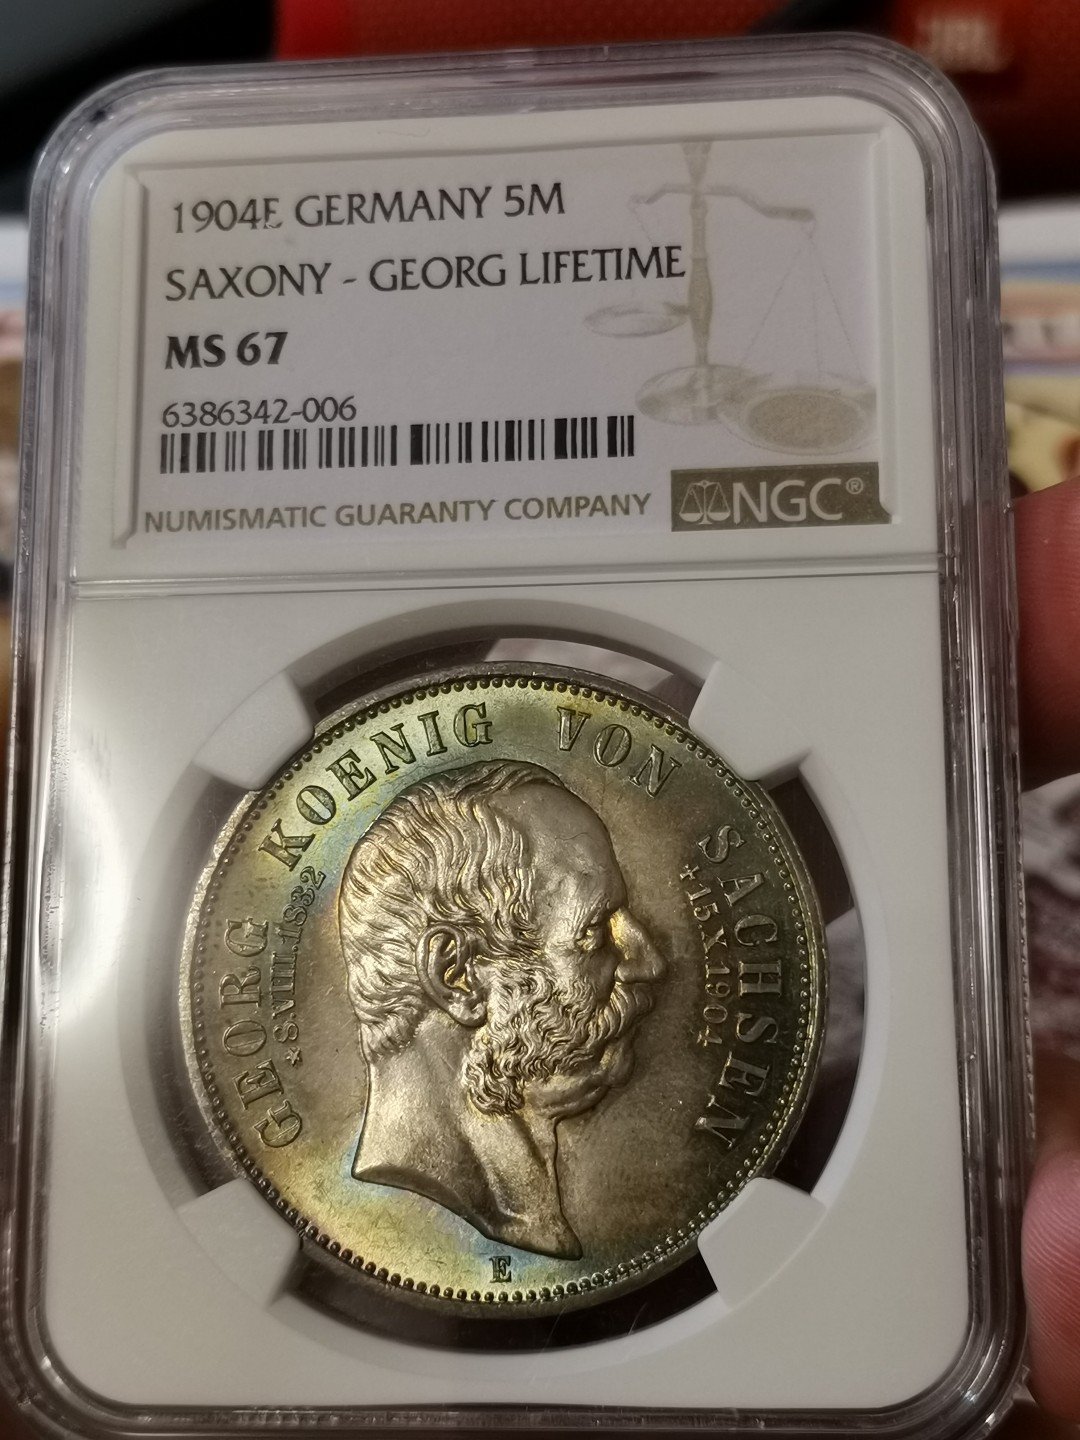 1904E GERMANY 5M
SAXONY - GEORG LIFETIME
MS 67
6386342-006
NUMISMATIC GUARANTY COMPANY
NGC®
GEORG KOENIG VON SACHSEN
*8.VIII.1832
+15.X.1904
E